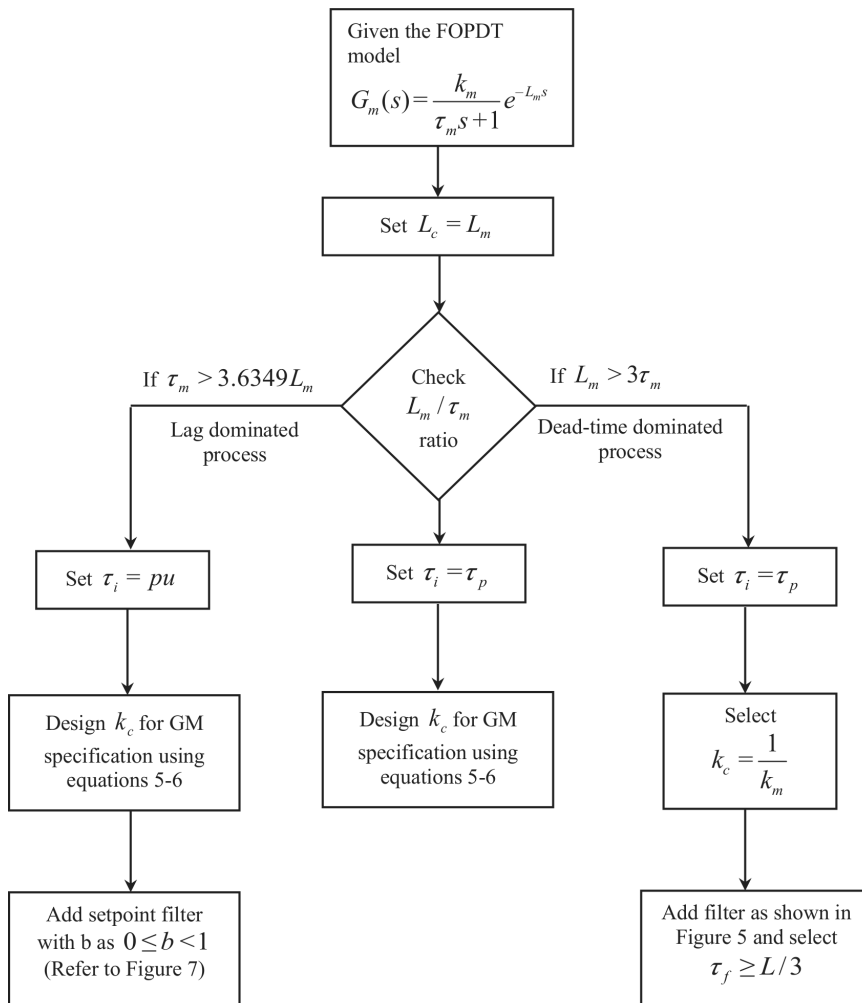 Given the FOPDT
model
G_m(s) = \frac{k_m}{\tau_m s + 1} e^{-L_m s}
Set L_c = L_m
If τ_m > 3.6349L_m
Lag dominated
process
Check
L_m / τ_m
ratio
If L_m > 3τ_m
Dead-time dominated
process
Set τ_i = pu
Set τ_i = τ_p
Set τ_i = τ_p
Design k_c for GM
specification using
equations 5-6
Design k_c for GM
specification using
equations 5-6
Select
k_c = \frac{1}{k_m}
Add setpoint filter
with b as 0 ≤ b < 1
(Refer to Figure 7)
Add filter as shown in
Figure 5 and select
τ_f ≥ L/3